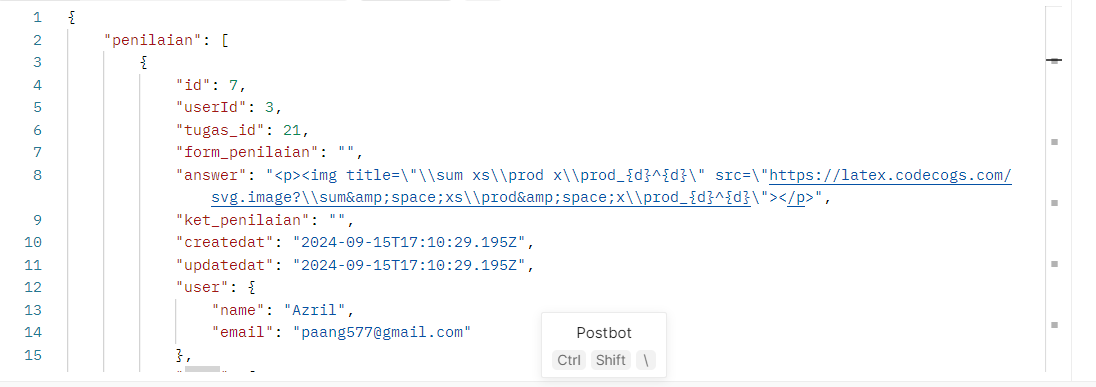 1 {
2 "penilaian": [
3 {
4 "id": 7,
5 "userId": 3,
6 "tugas_id": 21,
7 "form_penilaian": "",
8 "answer": "<p><img title=\"\\sum xs\\prod x\\prod_{d}^{d}\" src=\"https://latex.codecogs.com/
svg.image?\\sum&amp;space;xs\\prod&amp;space;x\\prod_{d}^{d}\"></p>",
9 "ket_penilaian": "",
10 "createdat": "2024-09-15T17:10:29.195Z",
11 "updatedat": "2024-09-15T17:10:29.195Z",
12 "user": {
13 "name": "Azril",
14 "email": "paang577@gmail.com"
15 },
Postbot
Ctrl Shift \